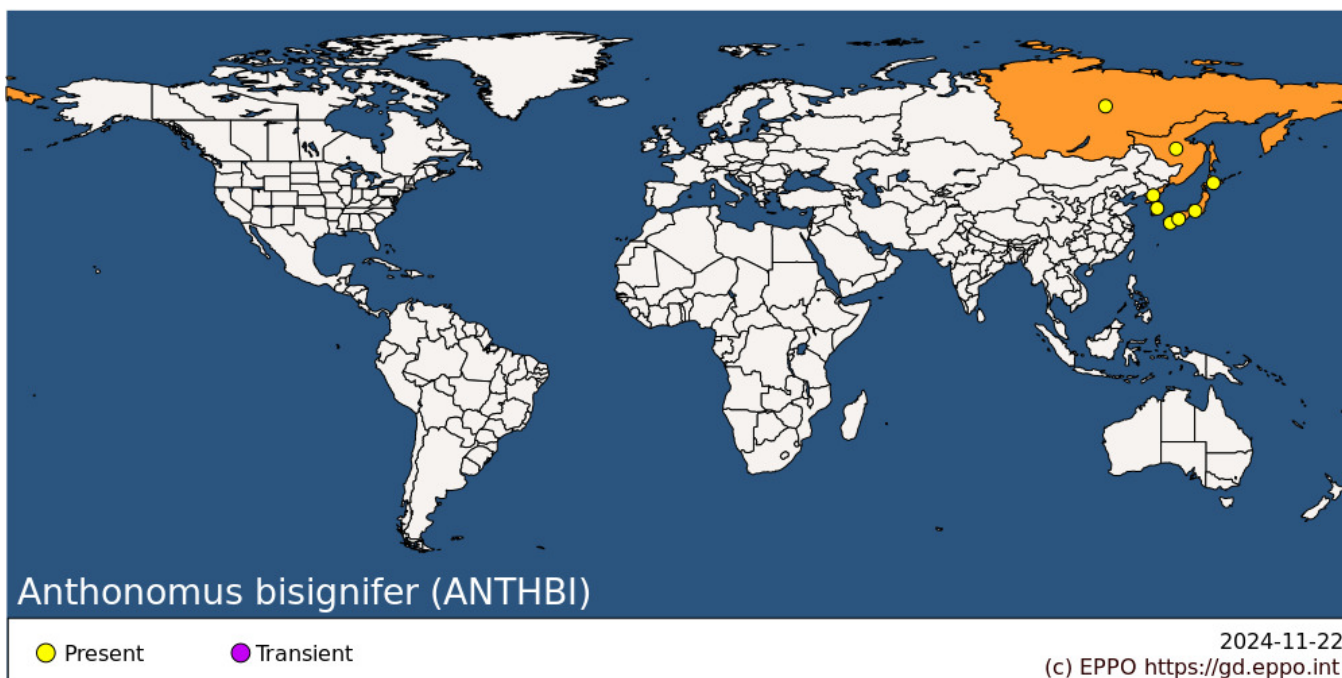 Anthonomus bisignifer (ANTHBI)
Present
Transient
2024-11-22
(c) EPPO https://gd.eppo.int